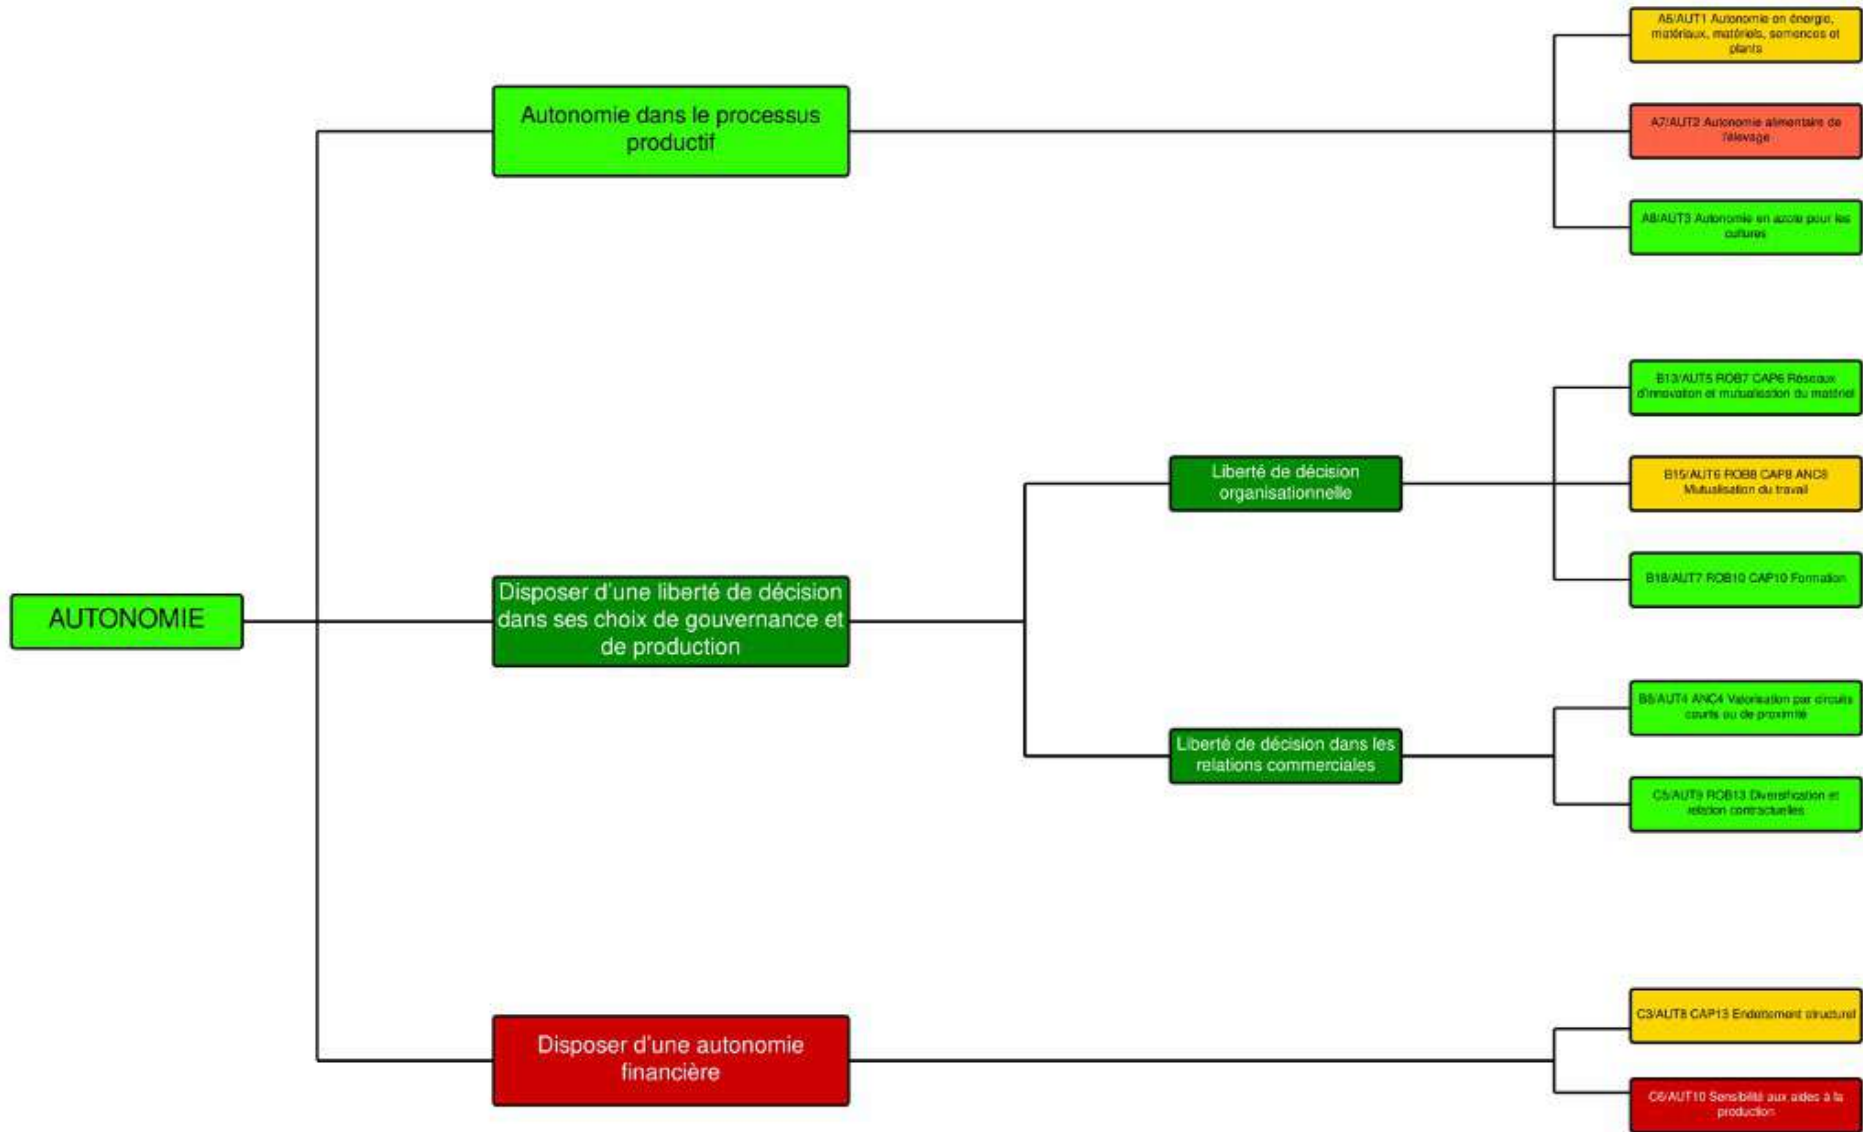 AUTONOMIE
Autonomie dans le processus
productif
Disposer d'une liberté de décision
dans ses choix de gouvernance et
de production
Disposer d'une autonomie
financière
Liberté de décision
organisationnelle
Liberté de décision dans les
relations commerciales
A6/AUT1 Autonomie en énergie,
matériaux, matériels, semences et
plants
A7/AUT2 Autonomie alimentaire de
l'élevage
A8/AUT3 Autonomie en azote pour les
cultures
B13/AUT5 ROB7 CAP6 Réseaux
d'innovation et mutualisation du matériel
B15/AUT6 ROB8 CAP8 ANC5
Mutualisation du travail
B18/AUT7 ROB10 CAP10 Formation
AUT4 ANC4 Valorisation par circuits
courts ou de proximité
C5/AUT9 ROB13 Diversification et
relation contractuelles
C3/AUT8 CAP13 Endettement structurel
C6/AUT10 Sensibilité aux aides à la
production